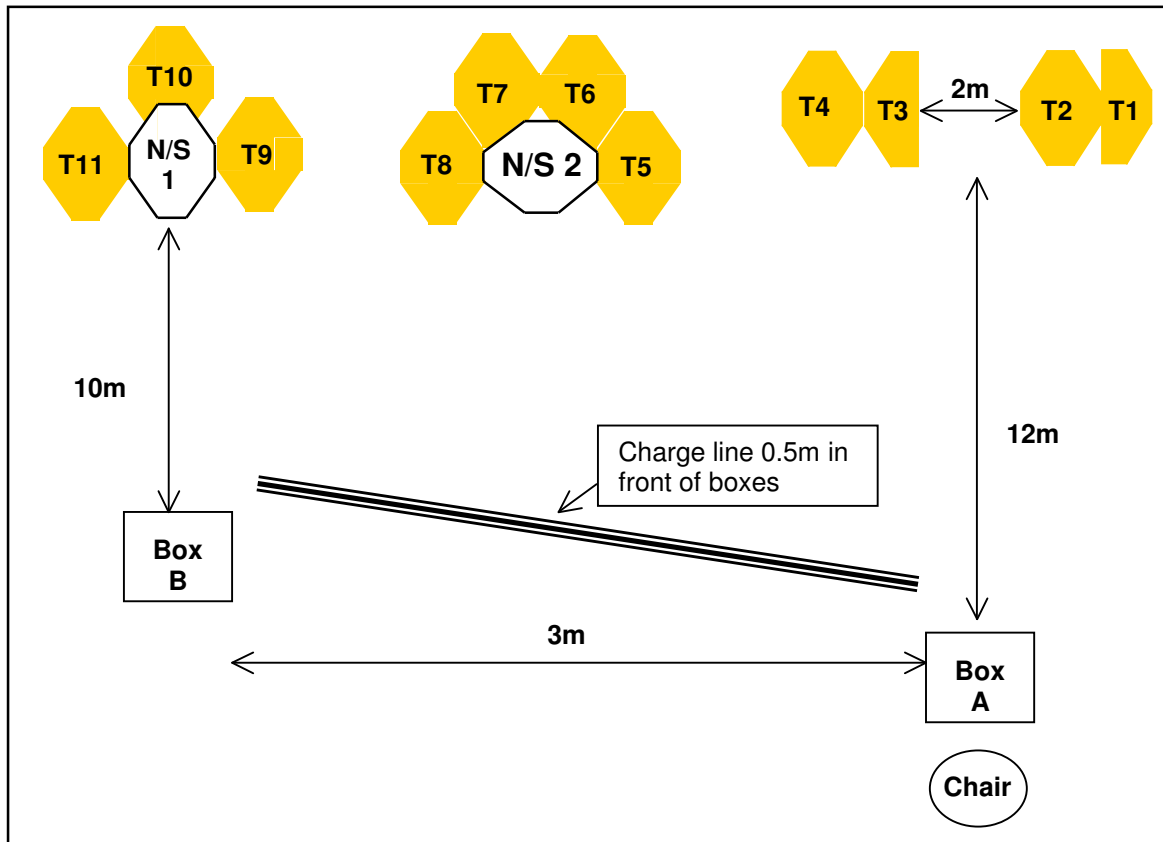 T10
T11
N/S
1
T9
T7
T6
T8
N/S 2
T5
T4
T3
2m
T2
T1
10m
12m
Charge line 0.5m in
front of boxes
Box
B
3m
Box
A
Chair